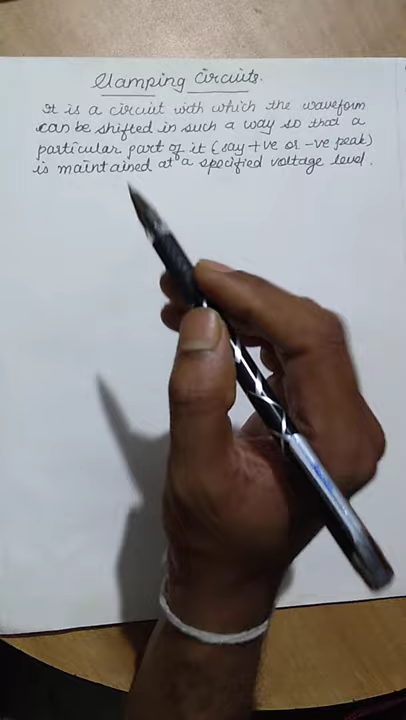 Clamping Circuits.
It is a circuit with which the waveform
can be shifted in such a way so that a
particular part of it (say +ve or -ve peak)
is maintained at a specified voltage level.